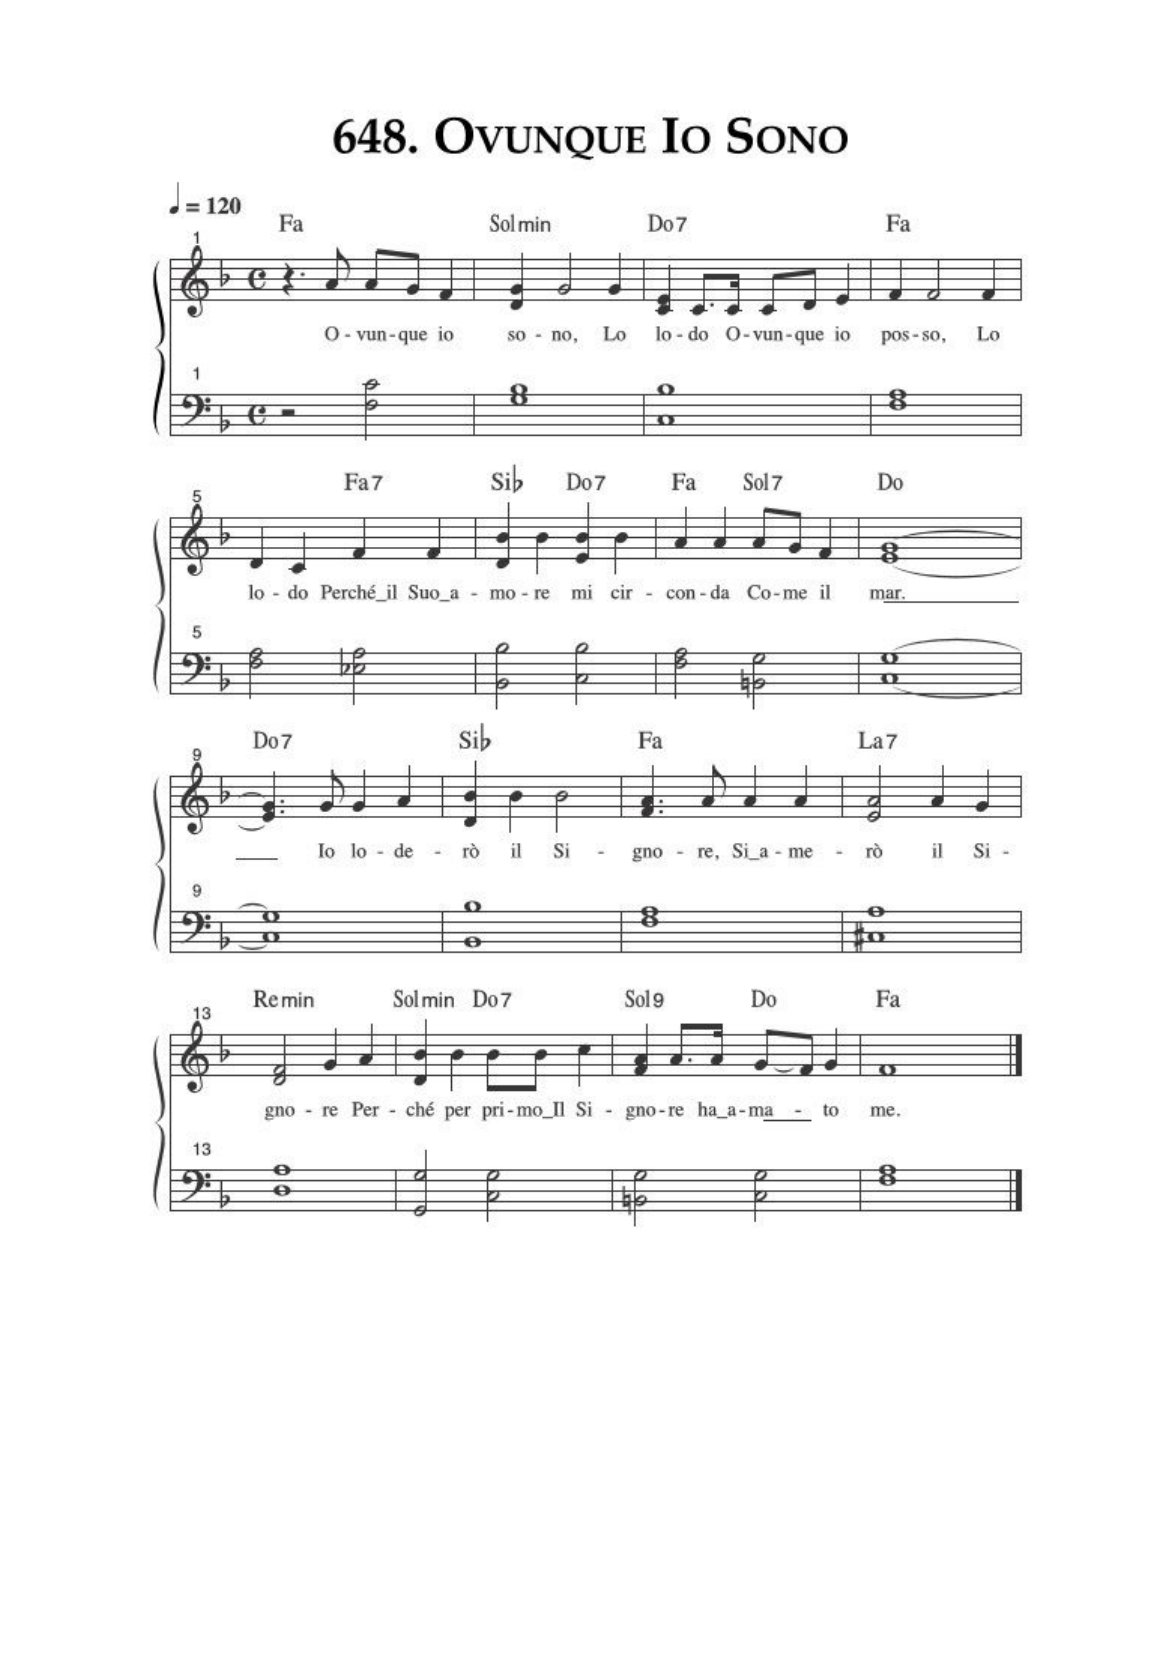 648. Ovunque Io Sono
♩ = 120
Fa Solmin Do7 Fa
1
O - vun - que io so - no, Lo lo - do O - vun - que io pos - so, Lo
1
Fa7 Si♭ Do7 Fa Sol7 Do
5
lo - do Perché_il Suo_a - mo - re mi cir - con - da Co - me il mar.
5
Do7 Si♭ Fa La7
9
Io lo - de - rò il Si - gno - re, Si_a - me - rò il Si -
9
Remin Solmin Do7 Sol9 Do Fa
13
gno - re Per - ché per pri - mo_Il Si - gno - re ha_a - ma - to me.
13